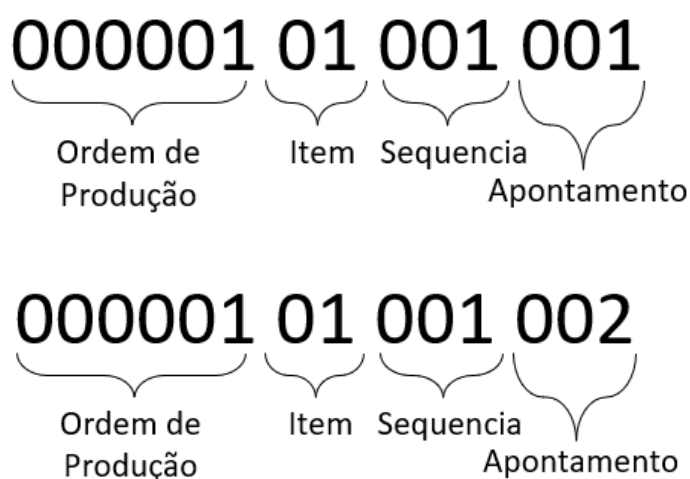 000001 01 001 001
Ordem de Produção Item Sequencia Apontamento
000001 01 001 002
Ordem de Produção Item Sequencia Apontamento